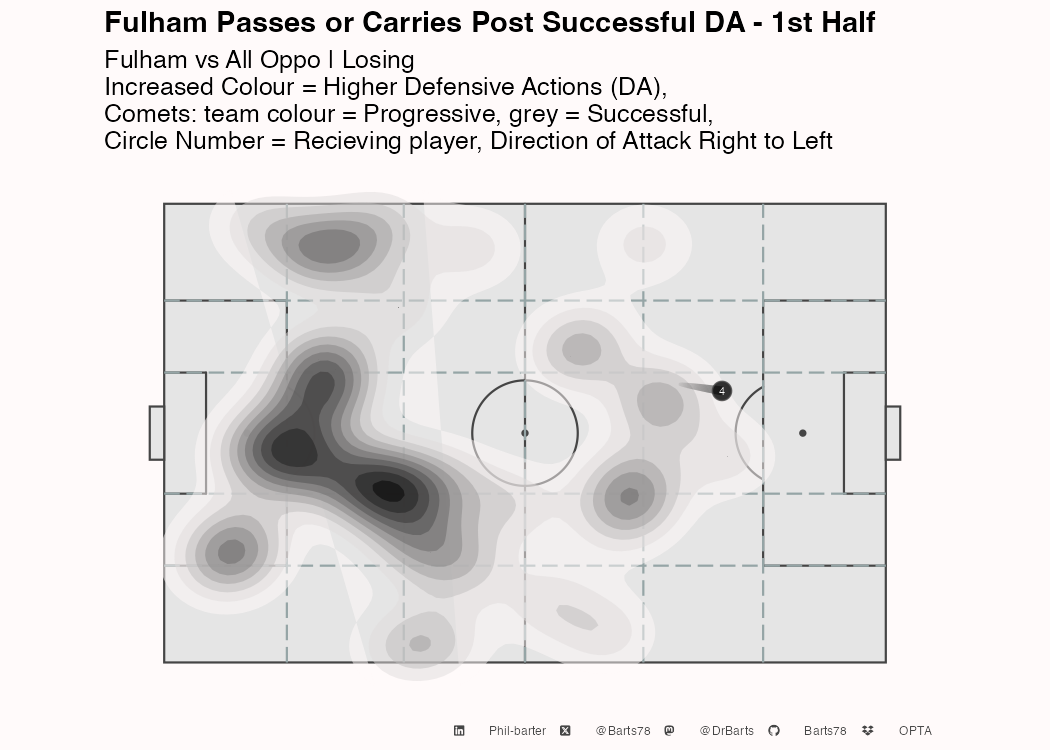 Fulham Passes or Carries Post Successful DA - 1st Half
Fulham vs All Oppo | Losing
Increased Colour = Higher Defensive Actions (DA),
Comets: team colour = Progressive, grey = Successful,
Circle Number = Recieving player, Direction of Attack Right to Left
4
Phil-barter @Barts78 @DrBarts Barts78 OPTA